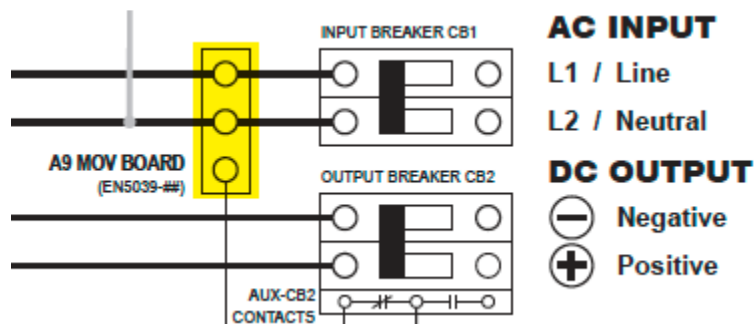 INPUT BREAKER CB1
AC INPUT
L1 / Line
L2 / Neutral
A9 MOV BOARD
(EN5039-##)
OUTPUT BREAKER CB2
DC OUTPUT
Negative
Positive
AUX-CB2
CONTACTS